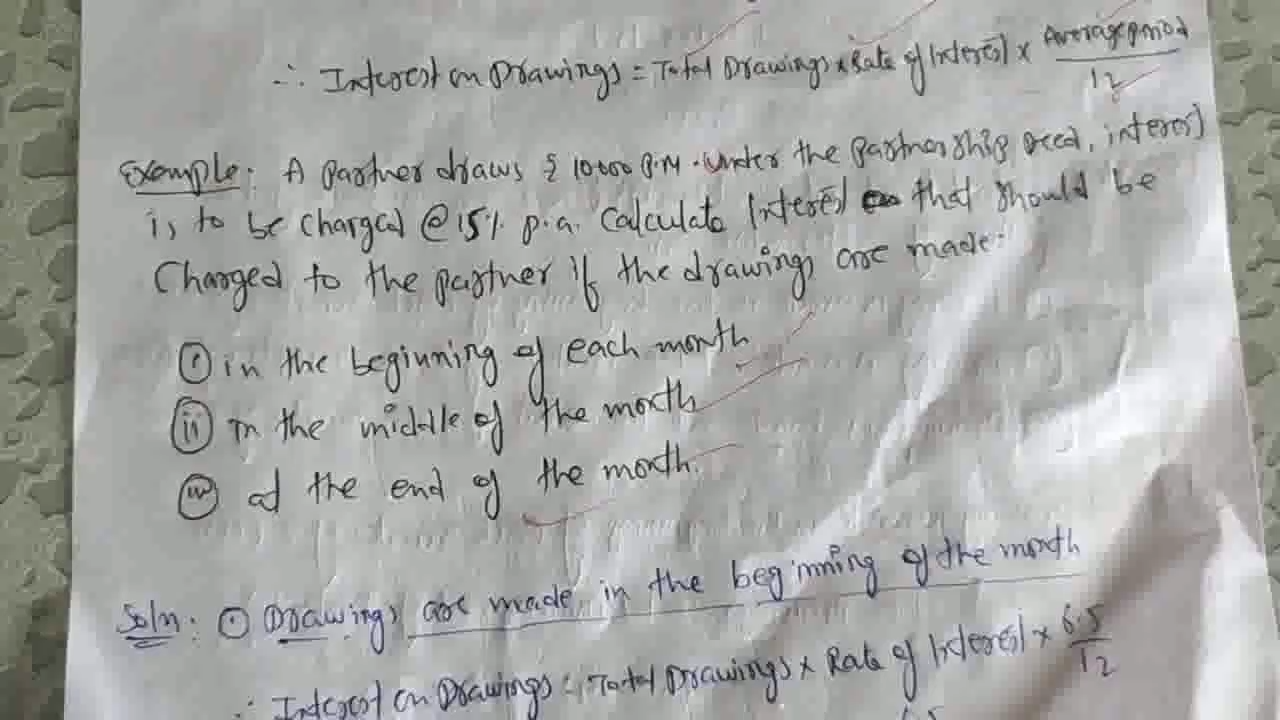 ∴ Interest on Drawings = Total Drawings × Rate of Interest × Average period / 12
Example: A partner draws ₹ 10000 P.M. Under the partnership Deed, interest
is to be charged @ 15% p.a. Calculate Interest that should be
Charged to the partner if the drawings are made:
(i) in the beginning of each month
(ii) In the middle of the month
(iii) at the end of the month.
Soln: (i) Drawings are made in the beginning of the month
∴ Interest on Drawings = Total Drawings × Rate of Interest × 6.5 / 12